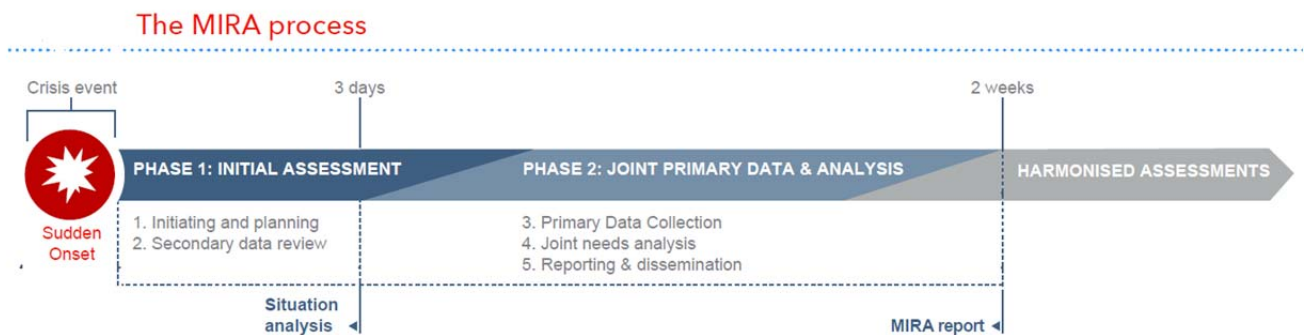 The MIRA process
Crisis event
3 days
2 weeks
PHASE 1: INITIAL ASSESSMENT
PHASE 2: JOINT PRIMARY DATA & ANALYSIS
HARMONISED ASSESSMENTS
Sudden
Onset
1. Initiating and planning
2. Secondary data review
3. Primary Data Collection
4. Joint needs analysis
5. Reporting & dissemination
Situation
analysis
MIRA report